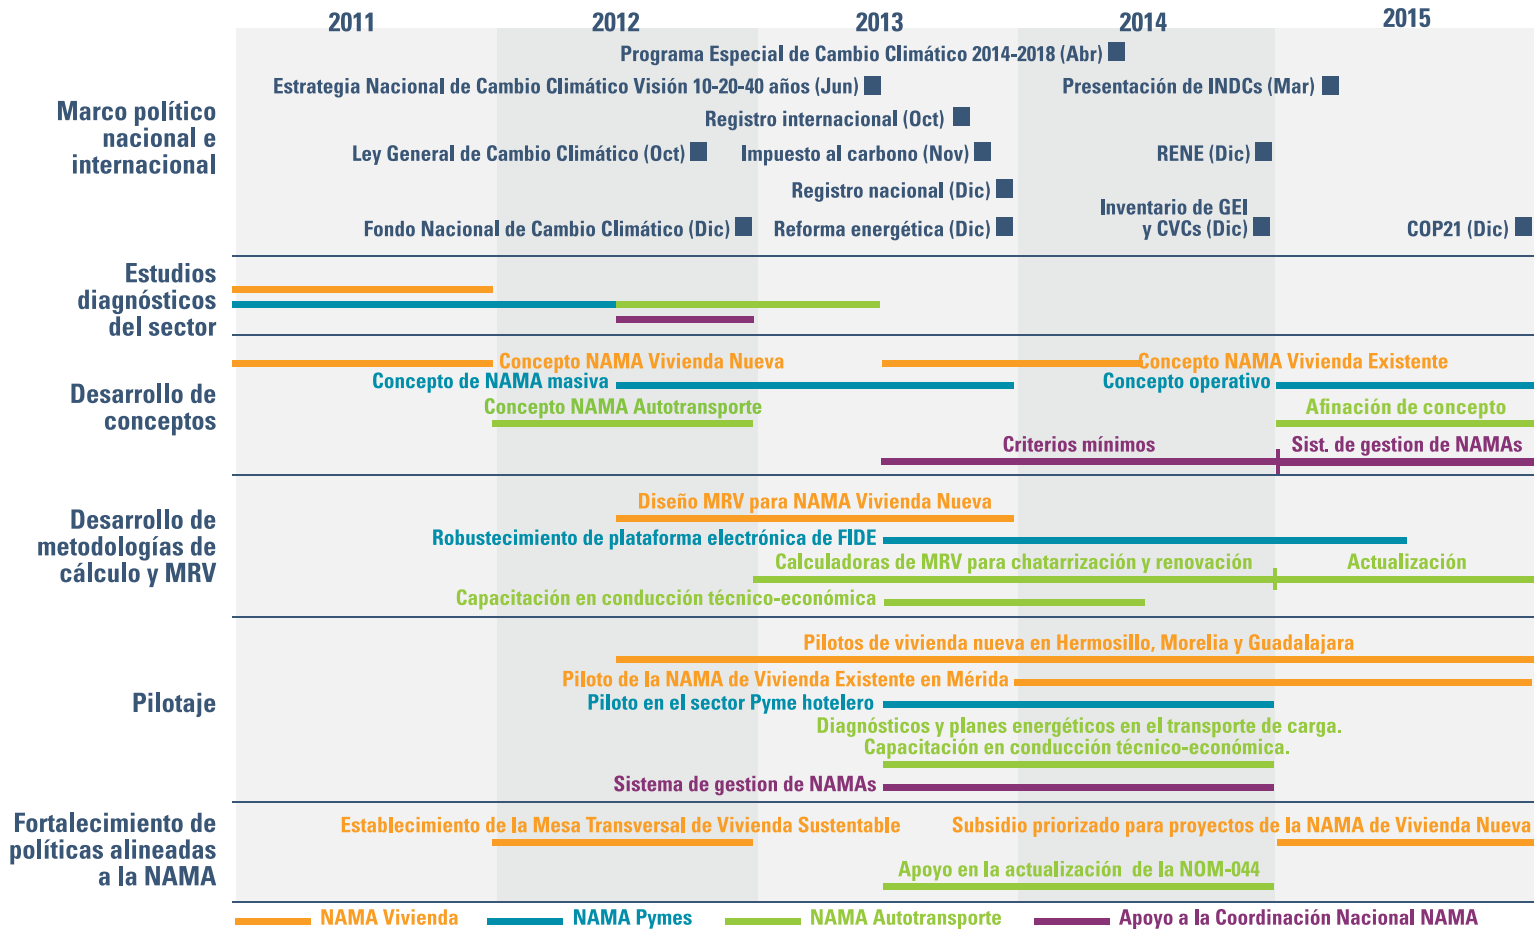 2011
2012
2013
2014
2015
Marco político
nacional e
internacional
Programa Especial de Cambio Climático 2014-2018 (Abr)
Estrategia Nacional de Cambio Climático Visión 10-20-40 años (Jun)
Presentación de INDCs (Mar)
Registro internacional (Oct)
Ley General de Cambio Climático (Oct)
Impuesto al carbono (Nov)
RENE (Dic)
Registro nacional (Dic)
Fondo Nacional de Cambio Climático (Dic)
Reforma energética (Dic)
Inventario de GEI
y CVCs (Dic)
COP21 (Dic)
Estudios
diagnósticos
del sector
Desarrollo de
conceptos
Concepto NAMA Vivienda Nueva
Concepto NAMA Vivienda Existente
Concepto de NAMA masiva
Concepto operativo
Concepto NAMA Autotransporte
Afinación de concepto
Criterios mínimos
Sist. de gestion de NAMAs
Desarrollo de
metodologías de
cálculo y MRV
Diseño MRV para NAMA Vivienda Nueva
Robustecimiento de plataforma electrónica de FIDE
Calculadoras de MRV para chatarrización y renovación
Actualización
Capacitación en conducción técnico-económica
Pilotaje
Pilotos de vivienda nueva en Hermosillo, Morelia y Guadalajara
Piloto de la NAMA de Vivienda Existente en Mérida
Piloto en el sector Pyme hotelero
Diagnósticos y planes energéticos en el transporte de carga.
Capacitación en conducción técnico-económica.
Sistema de gestion de NAMAs
Fortalecimiento de
políticas alineadas
a la NAMA
Establecimiento de la Mesa Transversal de Vivienda Sustentable
Subsidio priorizado para proyectos de la NAMA de Vivienda Nueva
Apoyo en la actualización de la NOM-044
NAMA Vivienda
NAMA Pymes
NAMA Autotransporte
Apoyo a la Coordinación Nacional NAMA